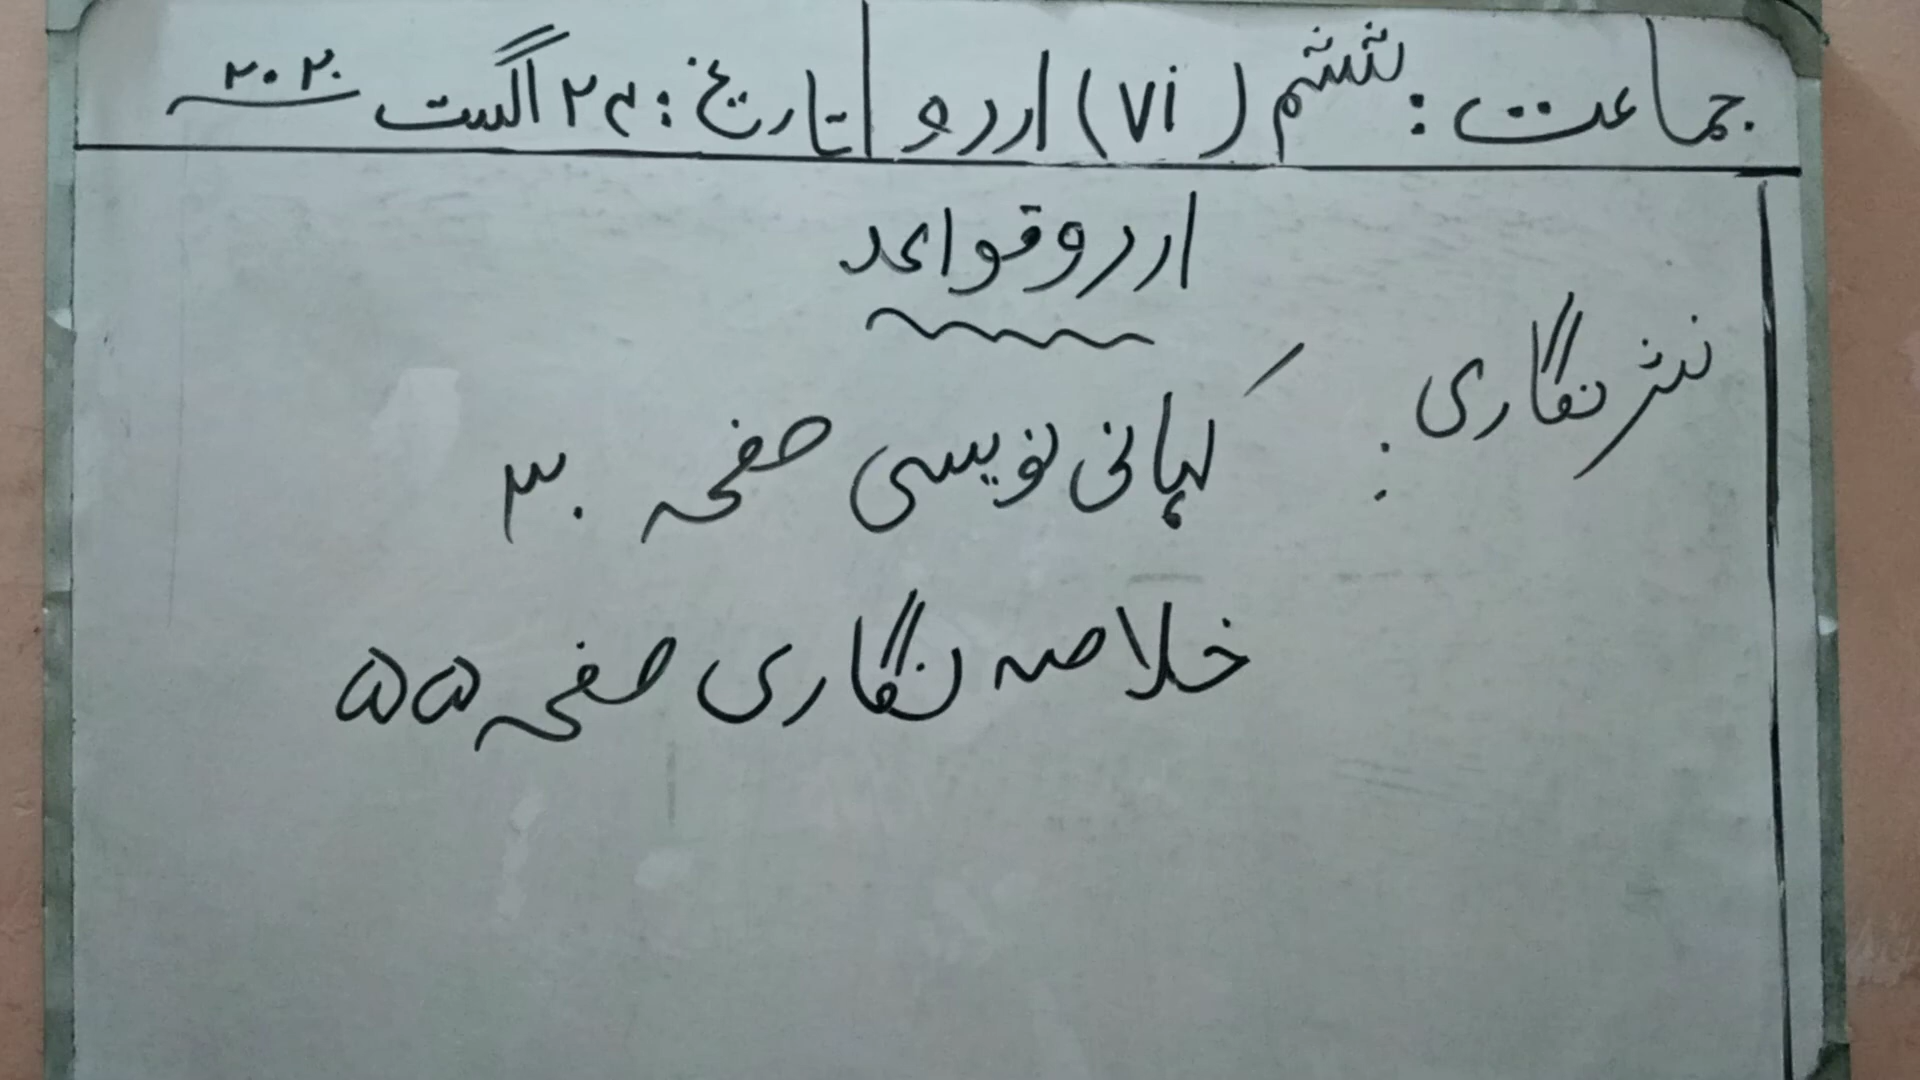 جماعت: ششم (vi) اردو تاریخ: ۲۴ اگست ۲۰۲۰
اردو قواعد
نثر نگاری:
کہانی نویسی صفحہ ۳۰
خلاصہ نگاری صفحہ ۵۵